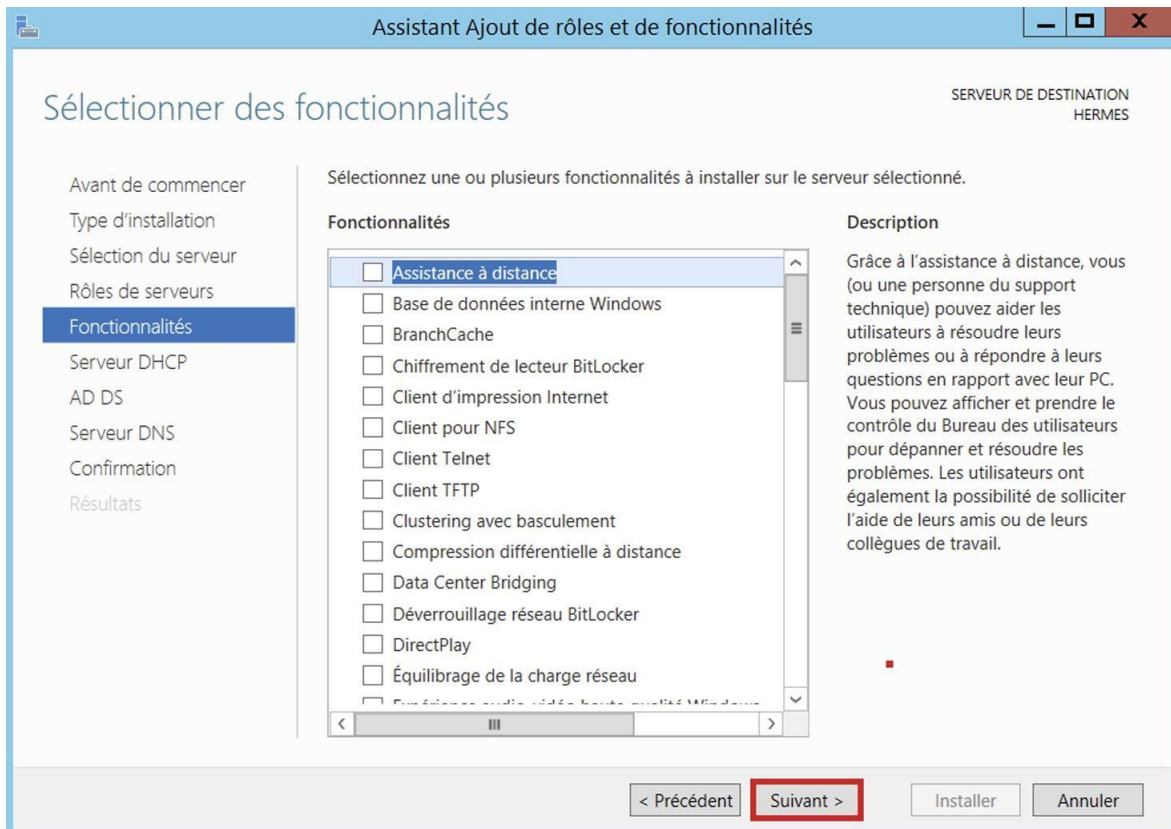 Assistant Ajout de rôles et de fonctionnalités
Sélectionner des fonctionnalités
SERVEUR DE DESTINATION
HERMES
Avant de commencer
Type d'installation
Sélection du serveur
Rôles de serveurs
Fonctionnalités
Serveur DHCP
AD DS
Serveur DNS
Confirmation
Résultats
Sélectionnez une ou plusieurs fonctionnalités à installer sur le serveur sélectionné.
Fonctionnalités
Assistance à distance
Base de données interne Windows
BranchCache
Chiffrement de lecteur BitLocker
Client d'impression Internet
Client pour NFS
Client Telnet
Client TFTP
Clustering avec basculement
Compression différentielle à distance
Data Center Bridging
Déverrouillage réseau BitLocker
DirectPlay
Équilibrage de la charge réseau
Expérience audio-vidéo haute qualité Windows
Description
Grâce à l'assistance à distance, vous
(ou une personne du support
technique) pouvez aider les
utilisateurs à résoudre leurs
problèmes ou à répondre à leurs
questions en rapport avec leur PC.
Vous pouvez afficher et prendre le
contrôle du Bureau des utilisateurs
pour dépanner et résoudre les
problèmes. Les utilisateurs ont
également la possibilité de solliciter
l'aide de leurs amis ou de leurs
collègues de travail.
< Précédent
Suivant >
Installer
Annuler